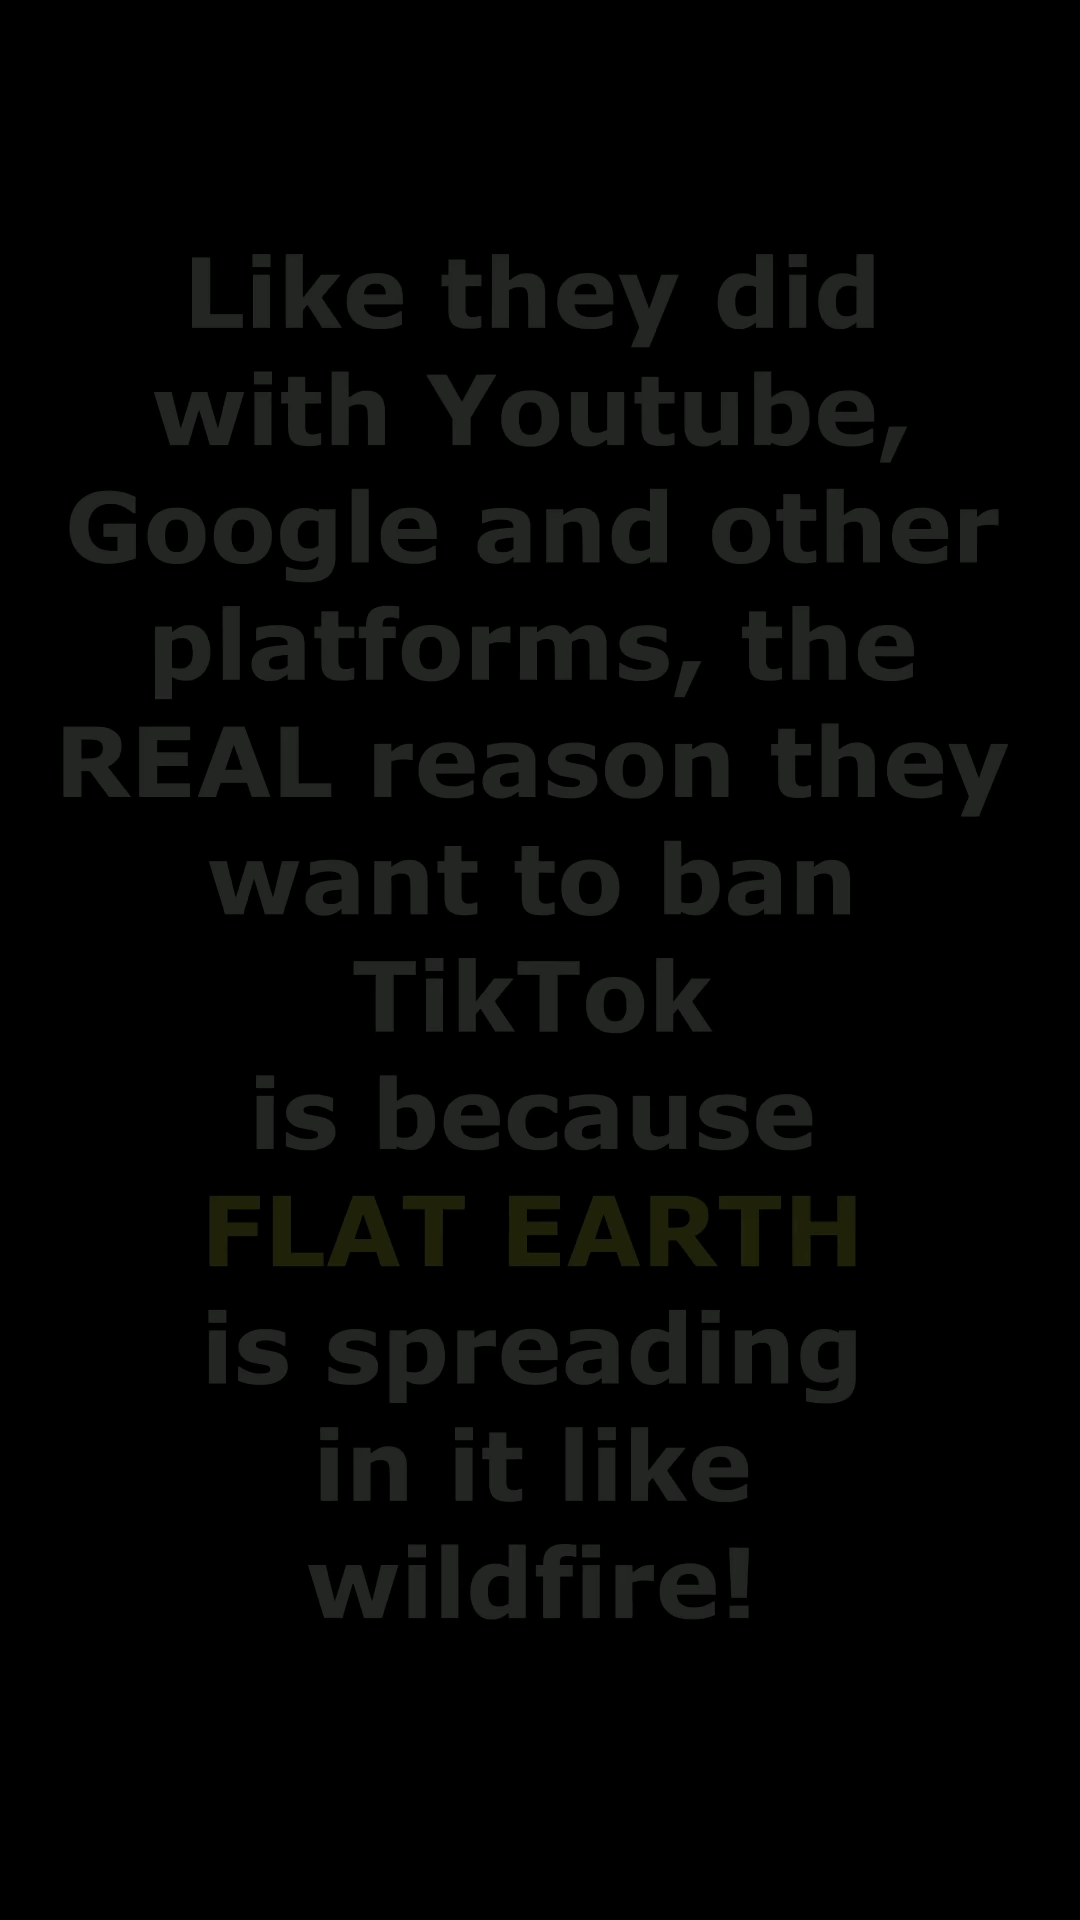 Like they did
with Youtube,
Google and other
platforms, the
REAL reason they
want to ban
TikTok
is because
FLAT EARTH
is spreading
in it like
wildfire!